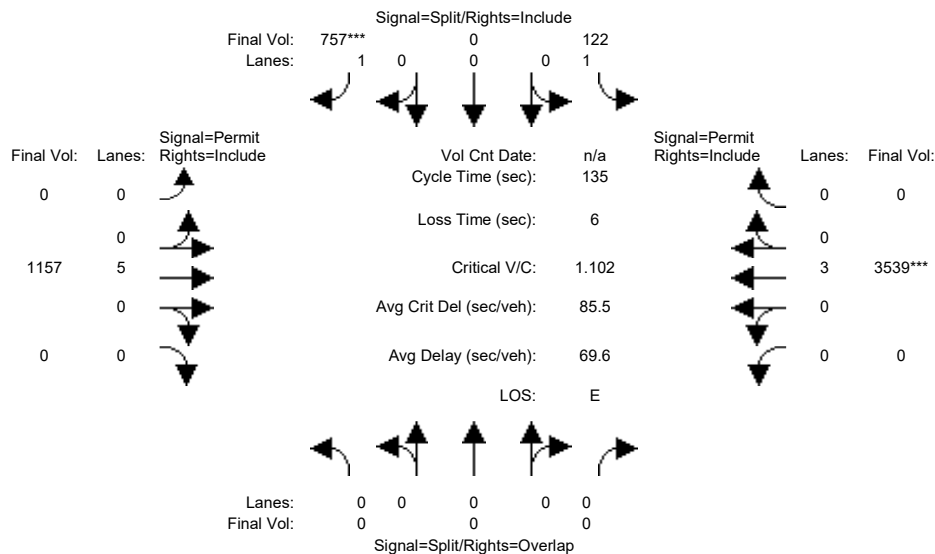 Signal=Split/Rights=Include
Final Vol: 757*** 0 122
Lanes: 1 0 0 0 1
Signal=Permit
Final Vol: Lanes: Rights=Include
Vol Cnt Date: n/a
Signal=Permit
Rights=Include Lanes: Final Vol:
Cycle Time (sec): 135
0 0
0 0
Loss Time (sec): 6
0
0
1157 5
Critical V/C: 1.102
3 3539***
0
Avg Crit Del (sec/veh): 85.5
0
0 0
Avg Delay (sec/veh): 69.6
0 0
LOS: E
Lanes: 0 0 0 0 0
Final Vol: 0 0 0
Signal=Split/Rights=Overlap